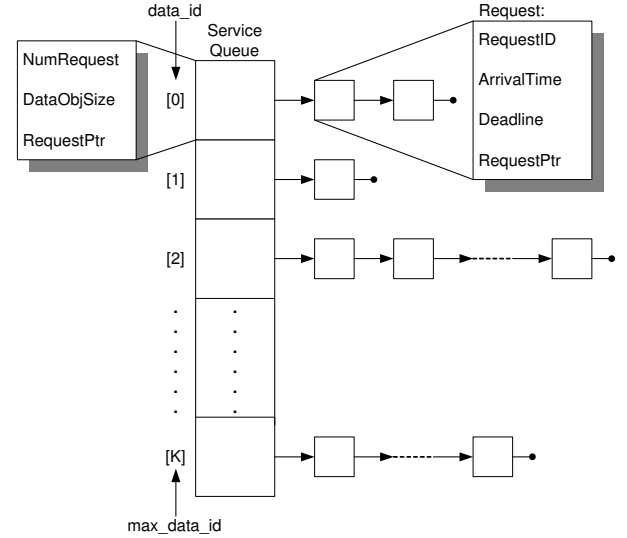 data_id
Request:
Service
Queue
NumRequest
DataObjSize
RequestPtr
RequestID
ArrivalTime
Deadline
RequestPtr
[0]
[1]
[2]
[K]
max_data_id